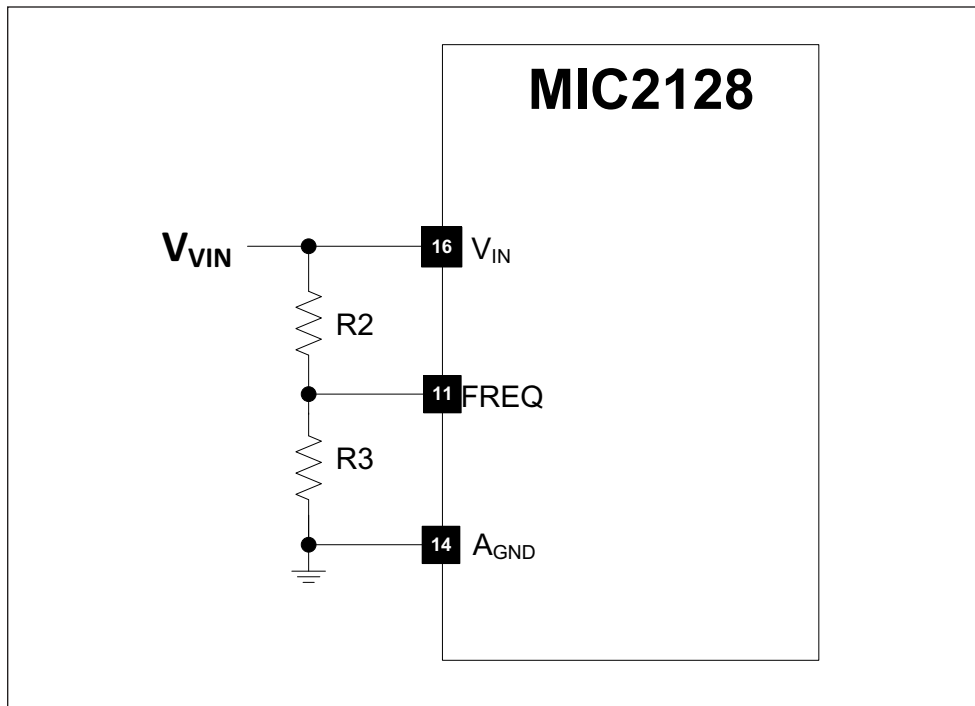 MIC2128
V_VIN
16 V_IN
R2
11 FREQ
R3
14 A_GND